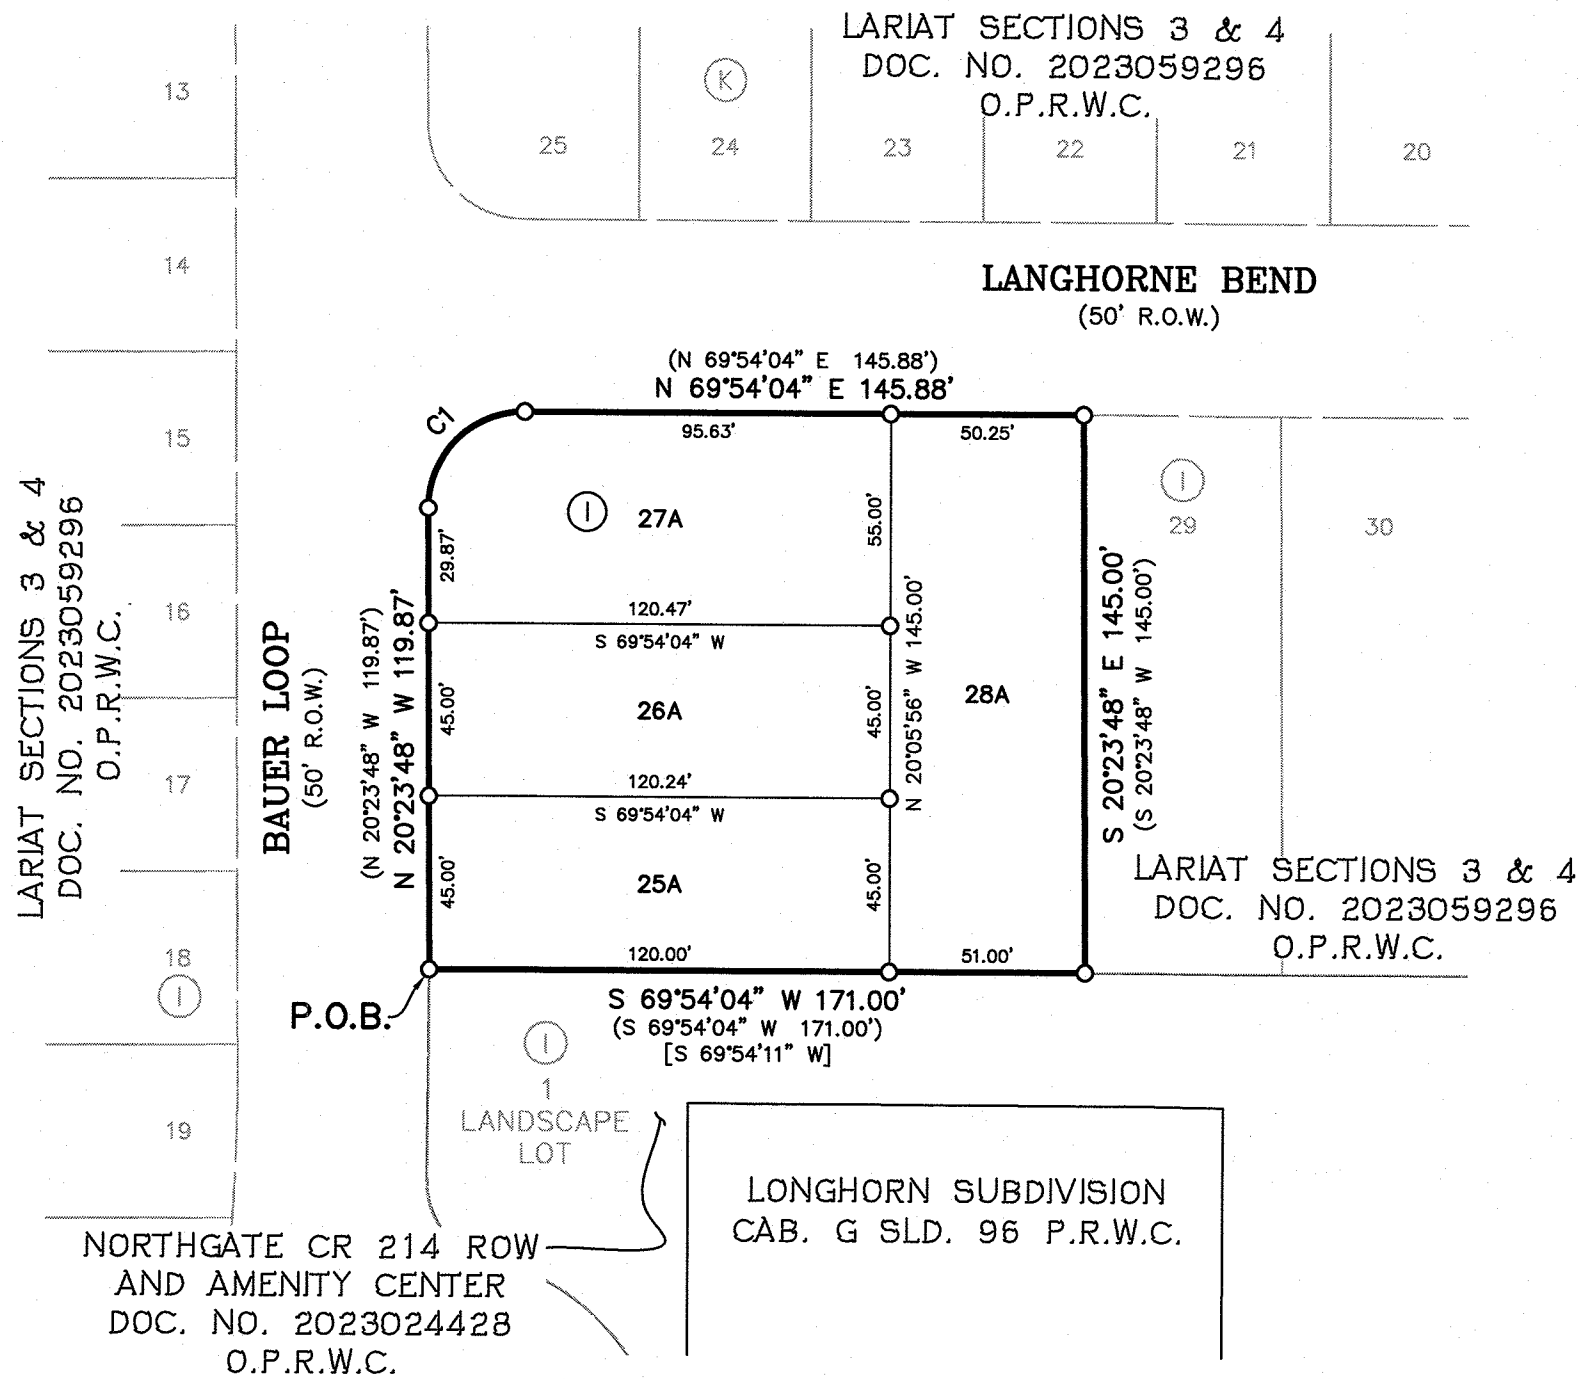 LARIAT SECTIONS 3 & 4
DOC. NO. 2023059296
O.P.R.W.C.
K
13
25
24
23
22
21
20
14
LANGHORNE BEND
(50' R.O.W.)
(N 69°54'04" E 145.88')
N 69°54'04" E 145.88'
C1
95.63'
50.25'
15
I
27A
I
29
30
29.87'
55.00'
LARIAT SECTIONS 3 & 4
DOC. NO. 2023059296
O.P.R.W.C.
16
120.47'
S 69°54'04" W
BAUER LOOP
(50' R.O.W.)
(N 20°23'48" W 119.87')
N 20°23'48" W 119.87'
45.00'
26A
45.00'
N 20°05'56" W 145.00'
28A
S 20°23'48" E 145.00'
(S 20°23'48" W 145.00')
17
120.24'
S 69°54'04" W
45.00'
25A
45.00'
LARIAT SECTIONS 3 & 4
DOC. NO. 2023059296
O.P.R.W.C.
18
I
120.00'
51.00'
P.O.B.
S 69°54'04" W 171.00'
(S 69°54'04" W 171.00')
[S 69°54'11" W]
I
1
LANDSCAPE
LOT
19
LONGHORN SUBDIVISION
CAB. G SLD. 96 P.R.W.C.
NORTHGATE CR 214 ROW
AND AMENITY CENTER
DOC. NO. 2023024428
O.P.R.W.C.